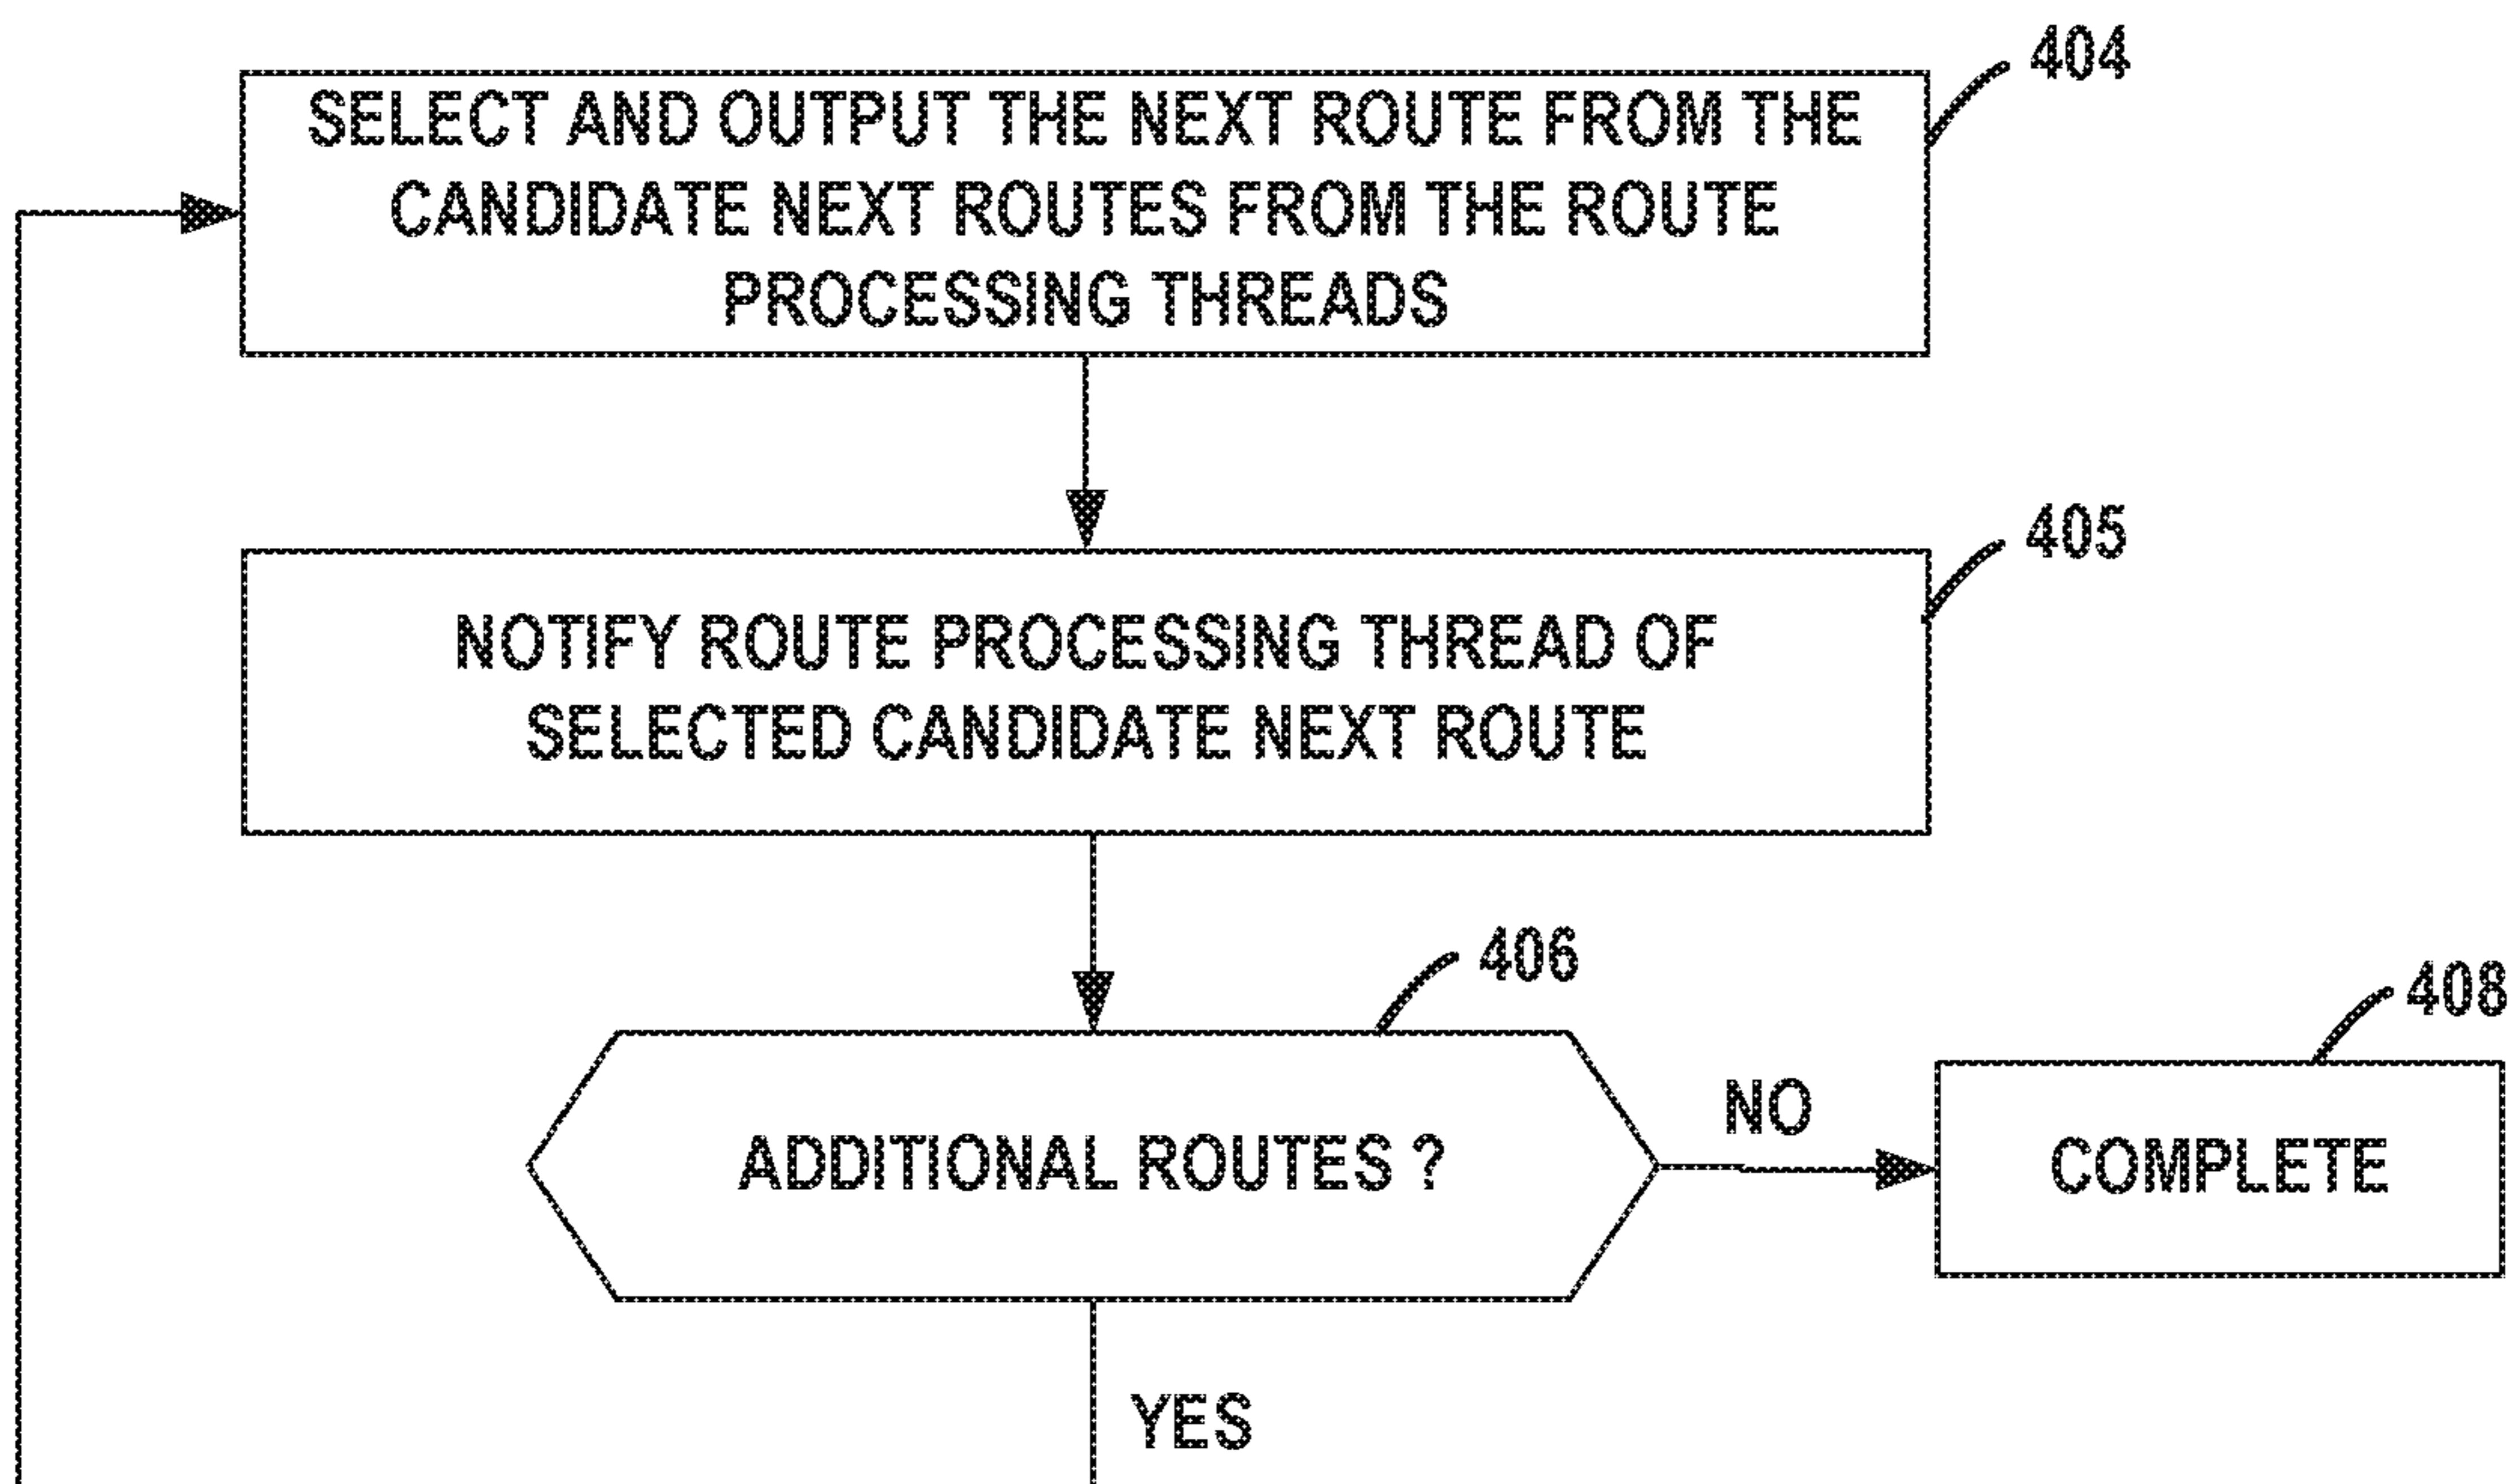 404
SELECT AND OUTPUT THE NEXT ROUTE FROM THE
CANDIDATE NEXT ROUTES FROM THE ROUTE
PROCESSING THREADS
405
NOTIFY ROUTE PROCESSING THREAD OF
SELECTED CANDIDATE NEXT ROUTE
406
408
ADDITIONAL ROUTES ?
NO
COMPLETE
YES